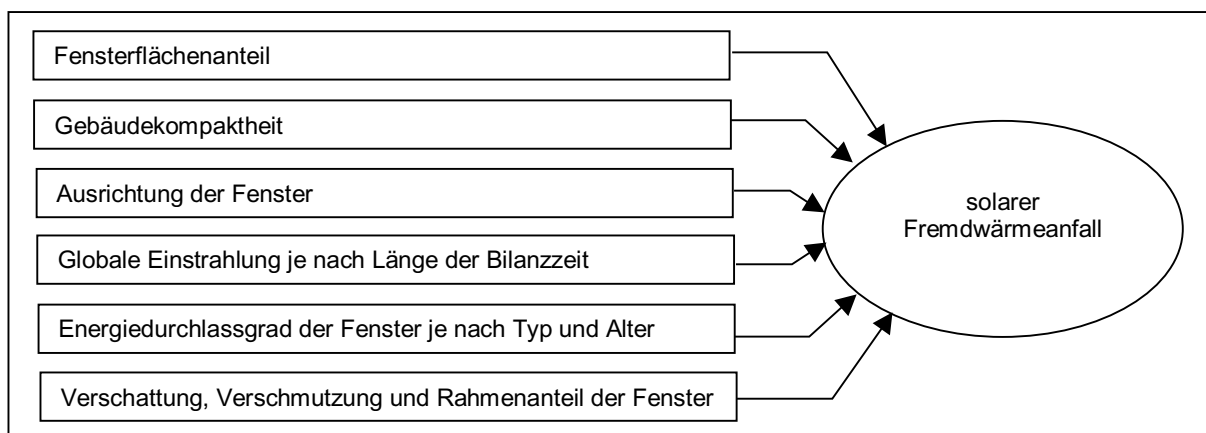 Fensterflächenanteil
Gebäudekompaktheit
Ausrichtung der Fenster
Globale Einstrahlung je nach Länge der Bilanzzeit
Energiedurchlassgrad der Fenster je nach Typ und Alter
Verschattung, Verschmutzung und Rahmenanteil der Fenster
solarer
Fremdwärmeanfall